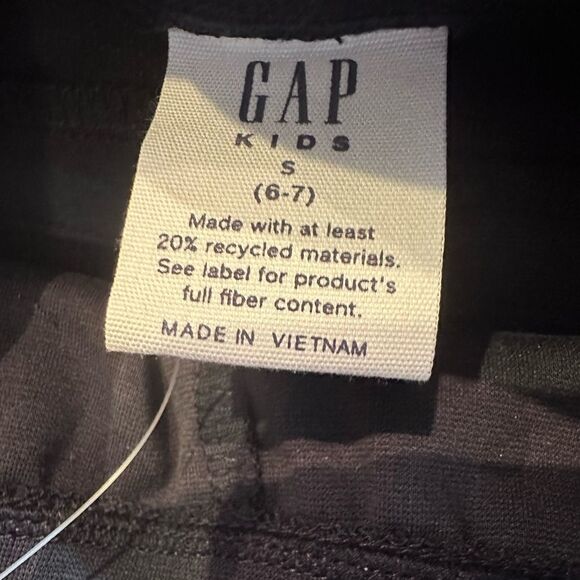 GAP
KIDS
S
(6-7)
Made with at least
20% recycled materials.
See label for product's
full fiber content.
MADE IN VIETNAM